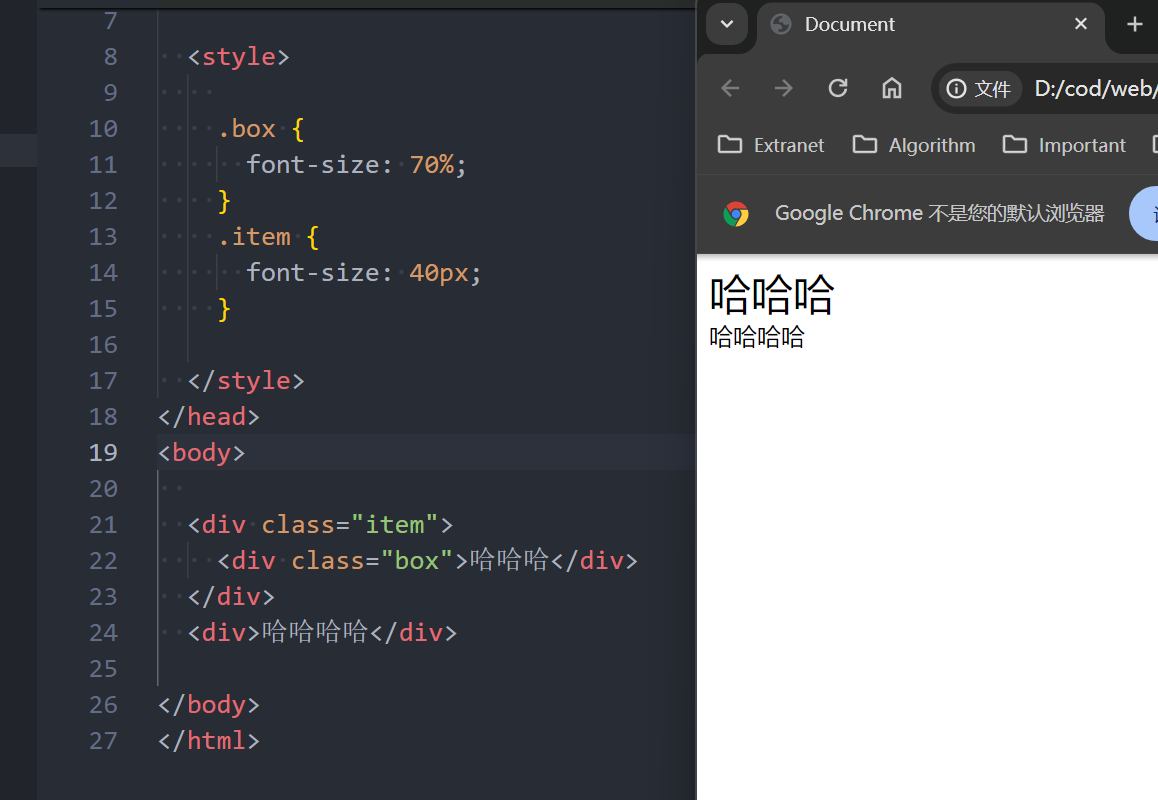 7
8 <style>
9
10 .box {
11 font-size: 70%;
12 }
13 .item {
14 font-size: 40px;
15 }
16
17 </style>
18 </head>
19 <body>
20
21 <div class="item">
22 <div class="box">哈哈哈</div>
23 </div>
24 <div>哈哈哈哈</div>
25
26 </body>
27 </html>
Document
文件 D:/cod/web/
Extranet Algorithm Important
Google Chrome 不是您的默认浏览器
哈哈哈
哈哈哈哈